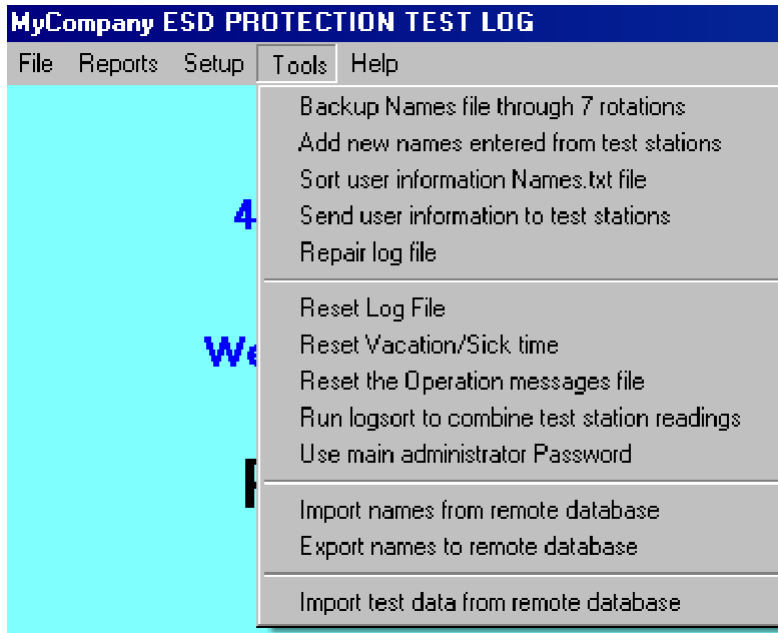 MyCompany ESD PROTECTION TEST LOG
File Reports Setup Tools Help
Backup Names file through 7 rotations
Add new names entered from test stations
Sort user information Names.txt file
4
Send user information to test stations
Repair log file
Reset Log File
Reset Vacation/Sick time
Reset the Operation messages file
Run logsort to combine test station readings
Use main administrator Password
Import names from remote database
Export names to remote database
Import test data from remote database